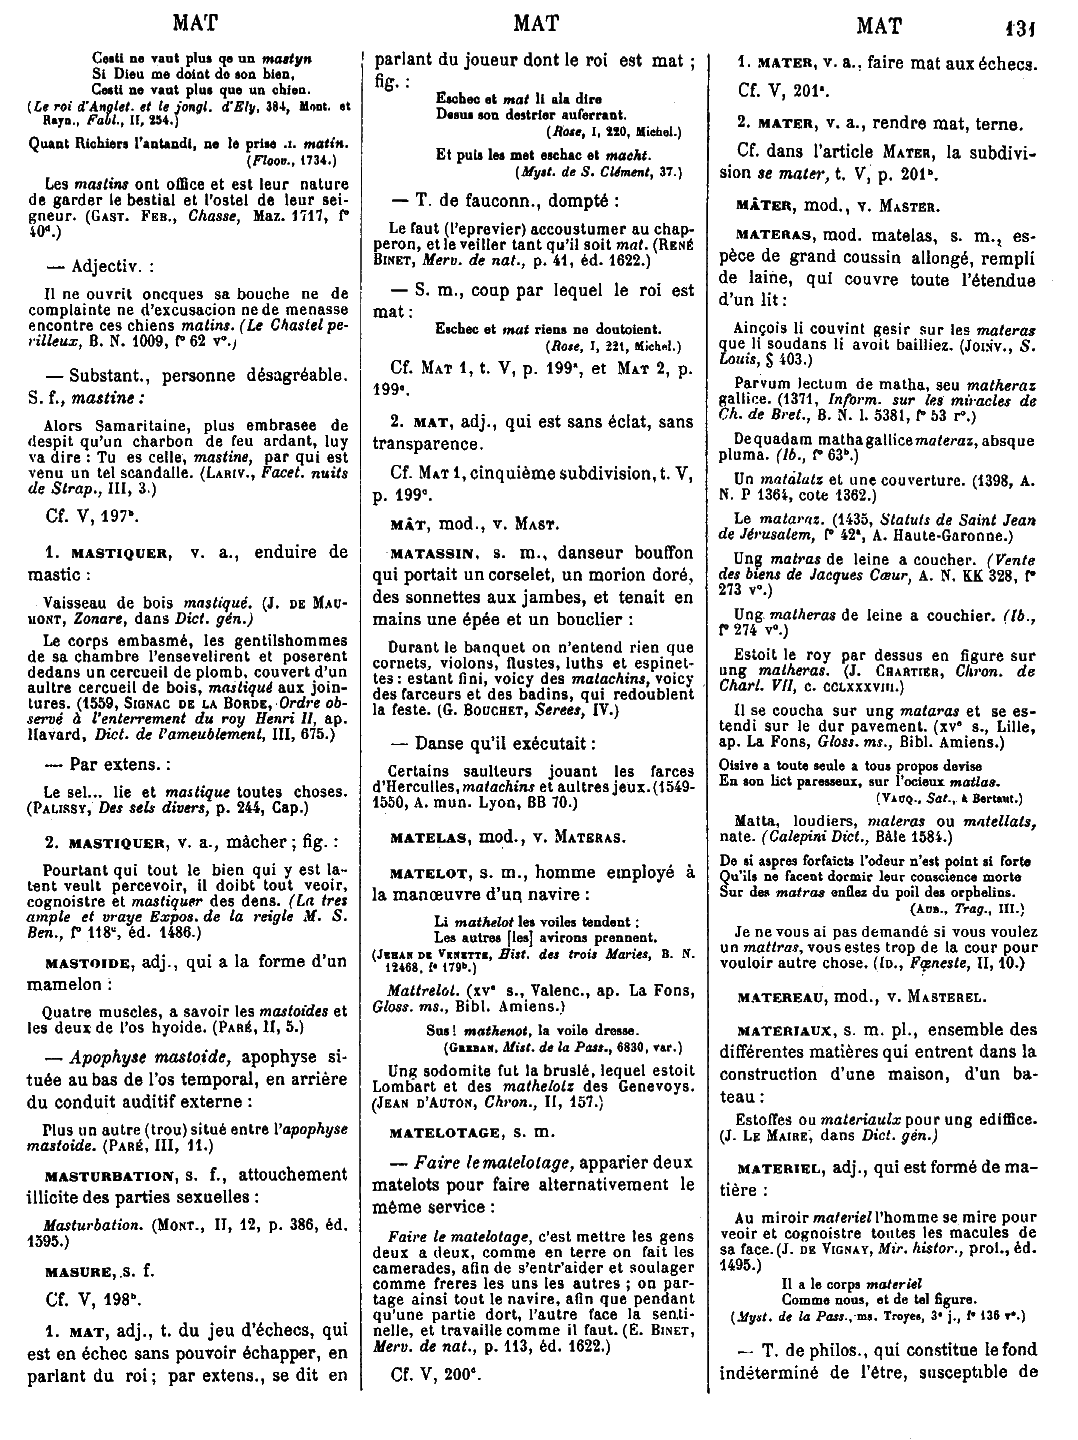 MAT
MAT
MAT 131
Cesti ne vaut plus qe un mastyn
Si Dieu me doint do son bien,
Cesti ne vaut plus que un chien.
(Le roi d'Anglet. et le jongl. d'Ely, 384, Mont. et
Rayn., Fabl., II, 254.)
Quant Richiers l'antandi, ne le prise .I. matin.
(Floov., 1734.)
Les mastins ont office et est leur nature
de garder le bestial et l'ostel de leur sei-
gneur. (GAST. FEB., Chasse, Maz. 1717, f°
40ᵈ.)
— Adjectiv. :
Il ne ouvrit oncques sa bouche ne de
complainte ne d'excusacion ne de menasse
encontre ces chiens matins. (Le Chastel pe-
rilleux, B. N. 1009, f° 62 v°.)
— Substant., personne désagréable.
S. f., mastine :
Alors Samaritaine, plus embrasee de
despit qu'un charbon de feu ardant, luy
va dire : Tu es celle, mastine, par qui est
venu un tel scandalle. (LARIV., Facet. nuits
de Strap., III, 3.)
Cf. V, 197ᵇ.
1. MASTIQUER, v. a., enduire de
mastic :
Vaisseau de bois mastiqué. (J. DE MAU-
MONT, Zonare, dans Dict. gén.)
Le corps embasmé, les gentilshommes
de sa chambre l'ensevelirent et poserent
dedans un cercueil de plomb, couvert d'un
aultre cercueil de bois, mastiqué aux join-
tures. (1559, SIGNAC DE LA BORDE, Ordre ob-
servé à l'enterrement du roy Henri II, ap.
Havard, Dict. de l'ameublement, III, 675.)
— Par extens. :
Le sel... lie et mastique toutes choses.
(PALISSY, Des sels divers, p. 244, Cap.)
2. MASTIQUER, v. a., mâcher ; fig. :
Pourtant qui tout le bien qui y est la-
tent veult percevoir, il doibt tout veoir,
cognoistre et mastiquer des dens. (La tres
ample et vraye Expos. de la reigle M. S.
Ben., f° 118ᶜ, éd. 1486.)
MASTOIDE, adj., qui a la forme d'un
mamelon :
Quatre muscles, a savoir les mastoides et
les deux de l'os hyoide. (PARÉ, II, 5.)
— Apophyse mastoide, apophyse si-
tuée au bas de l'os temporal, en arrière
du conduit auditif externe :
Plus un autre (trou) situé entre l'apophyse
mastoide. (PARÉ, III, 11.)
MASTURBATION, s. f., attouchement
illicite des parties sexuelles :
Masturbation. (MONT., II, 12, p. 386, éd.
1595.)
MASURE, s. f.
Cf. V, 198ᵇ.
1. MAT, adj., t. du jeu d'échecs, qui
est en échec sans pouvoir échapper, en
parlant du roi ; par extens., se dit en
parlant du joueur dont le roi est mat ;
fig. :
Eschec et mat li ala dire
Desus son destrier auferrant.
(Rose, I, 220, Michel.)
Et puis les met eschac et macht.
(Myst. de S. Clément, 37.)
— T. de fauconn., dompté :
Le faut (l'eprevier) accoustumer au chap-
peron, et le veiller tant qu'il soit mat. (RENÉ
BINET, Merv. de nat., p. 41, éd. 1622.)
— S. m., coup par lequel le roi est
mat :
Eschec et mat riens ne doutoient.
(Rose, I, 221, Michel.)
Cf. MAT 1, t. V, p. 199ᵃ, et MAT 2, p.
199ᵉ.
2. MAT, adj., qui est sans éclat, sans
transparence.
Cf. MAT 1, cinquième subdivision, t. V,
p. 199ᶜ.
MÂT, mod., v. MAST.
MATASSIN, s. m., danseur bouffon
qui portait un corselet, un morion doré,
des sonnettes aux jambes, et tenait en
mains une épée et un bouclier :
Durant le banquet on n'entend rien que
cornets, violons, flustes, luths et espinet-
tes : estant fini, voicy des matachins, voicy
des farceurs et des badins, qui redoublent
la feste. (G. BOUCHET, Serees, IV.)
— Danse qu'il exécutait :
Certains saulteurs jouant les farces
d'Herculles, matachins et aultres jeux. (1549-
1550, A. mun. Lyon, BB 70.)
MATELAS, mod., v. MATERAS.
MATELOT, s. m., homme employé à
la manœuvre d'un navire :
Li mathelot les voiles tendent ;
Les autres [les] avirons prennent.
(JEHAN DE VENETTE, Hist. des trois Maries, B. N.
12468, f° 179ᵇ.)
Mattrelot. (XVᵉ s., Valenc., ap. La Fons,
Gloss. ms., Bibl. Amiens.)
Sus ! mathenot, la voile dresse.
(GREBAN, Mist. de la Pass., 6830, var.)
Ung sodomite fut la bruslé, lequel estoit
Lombart et des mathelotz des Genevoys.
(JEAN D'AUTON, Chron., II, 157.)
MATELOTAGE, s. m.
— Faire le matelotage, apparier deux
matelots pour faire alternativement le
même service :
Faire le matelotage, c'est mettre les gens
deux a deux, comme en terre on fait les
camerades, afin de s'entr'aider et soulager
comme freres les uns les autres ; on par-
tage ainsi tout le navire, afin que pendant
qu'une partie dort, l'autre face la senti-
nelle, et travaille comme il faut. (E. BINET,
Merv. de nat., p. 113, éd. 1622.)
Cf. V, 200ᵈ.
1. MATER, v. a., faire mat aux échecs.
Cf. V, 201ᵃ.
2. MATER, v. a., rendre mat, terne.
Cf. dans l'article MATER, la subdivi-
sion se mater, t. V, p. 201ᵇ.
MÂTER, mod., v. MASTER.
MATERAS, mod. matelas, s. m., es-
pèce de grand coussin allongé, rempli
de laine, qui couvre toute l'étendue
d'un lit :
Ainçois li couvint gesir sur les materas
que li soudans li avoit bailliez. (JOINV., S.
Louis, § 403.)
Parvum lectum de matha, seu matheraz
gallice. (1371, Inform. sur les miracles de
Ch. de Bret., B. N. l. 5381, f° 53 r°.)
De quadam matha gallice materaz, absque
pluma. (Ib., f° 63ᵇ.)
Un matalutz et une couverture. (1398, A.
N. P 1364, cote 1362.)
Le mataraz. (1435, Statuts de Saint Jean
de Jérusalem, f° 42ᵃ, A. Haute-Garonne.)
Ung matras de leine a coucher. (Vente
des biens de Jacques Cœur, A. N. KK 328, f°
273 v°.)
Ung matheras de leine a couchier. (Ib.,
f° 274 v°.)
Estoit le roy par dessus en figure sur
ung matheras. (J. CHARTIER, Chron. de
Charl. VII, c. CCLXXXVIII.)
Il se coucha sur ung mataras et se es-
tendi sur le dur pavement. (XVᵉ s., Lille,
ap. La Fons, Gloss. ms., Bibl. Amiens.)
Oisive a toute seule a tous propos devise
En son lict paresseux, sur l'ocieux matlas.
(VAUQ., Sat., à Bertaut.)
Matta, loudiers, materas ou matellats,
nate. (Calepini Dict., Bâle 1584.)
De si aspres forfaicts l'odeur n'est point si forte
Qu'ils ne facent dormir leur conscience morte
Sur des matras enflez du poil des orphelins.
(AUB., Trag., III.)
Je ne vous ai pas demandé si vous voulez
un mattras, vous estes trop de la cour pour
vouloir autre chose. (ID., Fæneste, II, 10.)
MATEREAU, mod., v. MASTEREL.
MATERIAUX, s. m. pl., ensemble des
différentes matières qui entrent dans la
construction d'une maison, d'un ba-
teau :
Estoffes ou materiaulx pour ung ediffice.
(J. LE MAIRE, dans Dict. gén.)
MATERIEL, adj., qui est formé de ma-
tière :
Au miroir materiel l'homme se mire pour
veoir et cognoistre toutes les macules de
sa face. (J. DE VIGNAY, Mir. histor., prol., éd.
1495.)
Il a le corps materiel
Comme nous, et de tel figure.
(Myst. de la Pass., ms. Troyes, 3ᵉ j., f° 136 v°.)
— T. de philos., qui constitue le fond
indéterminé de l'être, susceptible de